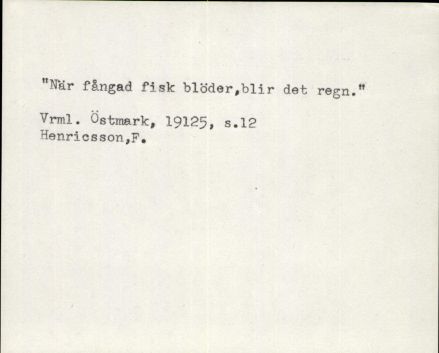 "När fångad fisk blöder,blir det regn."
Vrml. Östmark, 19125, s.12
Henricsson,F.